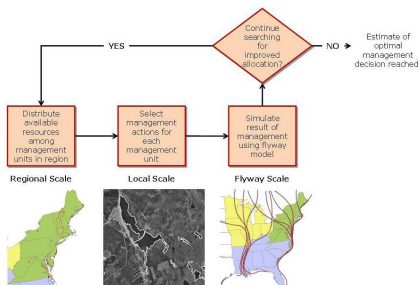 Continue
searching
for
improved
allocation?
YES
NO
Estimate of
optimal
management
decision reached
Distribute
available
resources
among
management
units in region
Select
management
actions for
each
management
unit
Simulate
result of
management
using flyway
model
Regional Scale
Local Scale
Flyway Scale